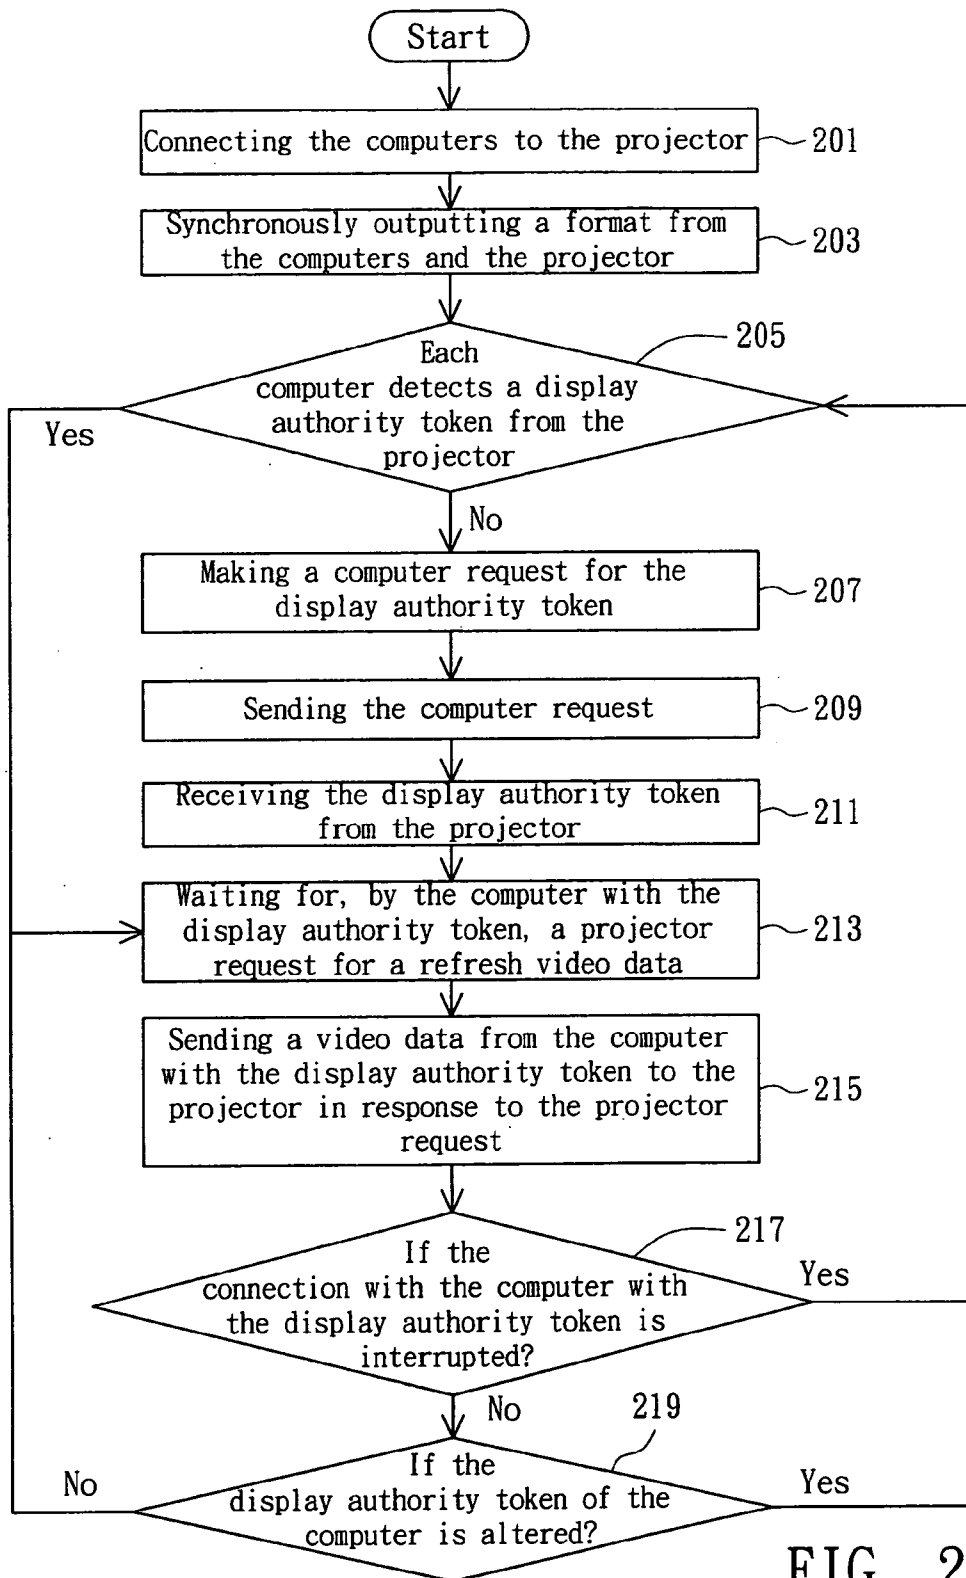 Start
Connecting the computers to the projector
201
Synchronously outputting a format from
the computers and the projector
203
205
Each
computer detects a display
authority token from the
projector
Yes
No
Making a computer request for the
display authority token
207
Sending the computer request
209
Receiving the display authority token
from the projector
211
Waiting for, by the computer with the
display authority token, a projector
request for a refresh video data
213
Sending a video data from the computer
with the display authority token to the
projector in response to the projector
request
215
217
If the
connection with the computer with
the display authority token is
interrupted?
Yes
No
219
If the
display authority token of the
computer is altered?
No
Yes
FIG. 2